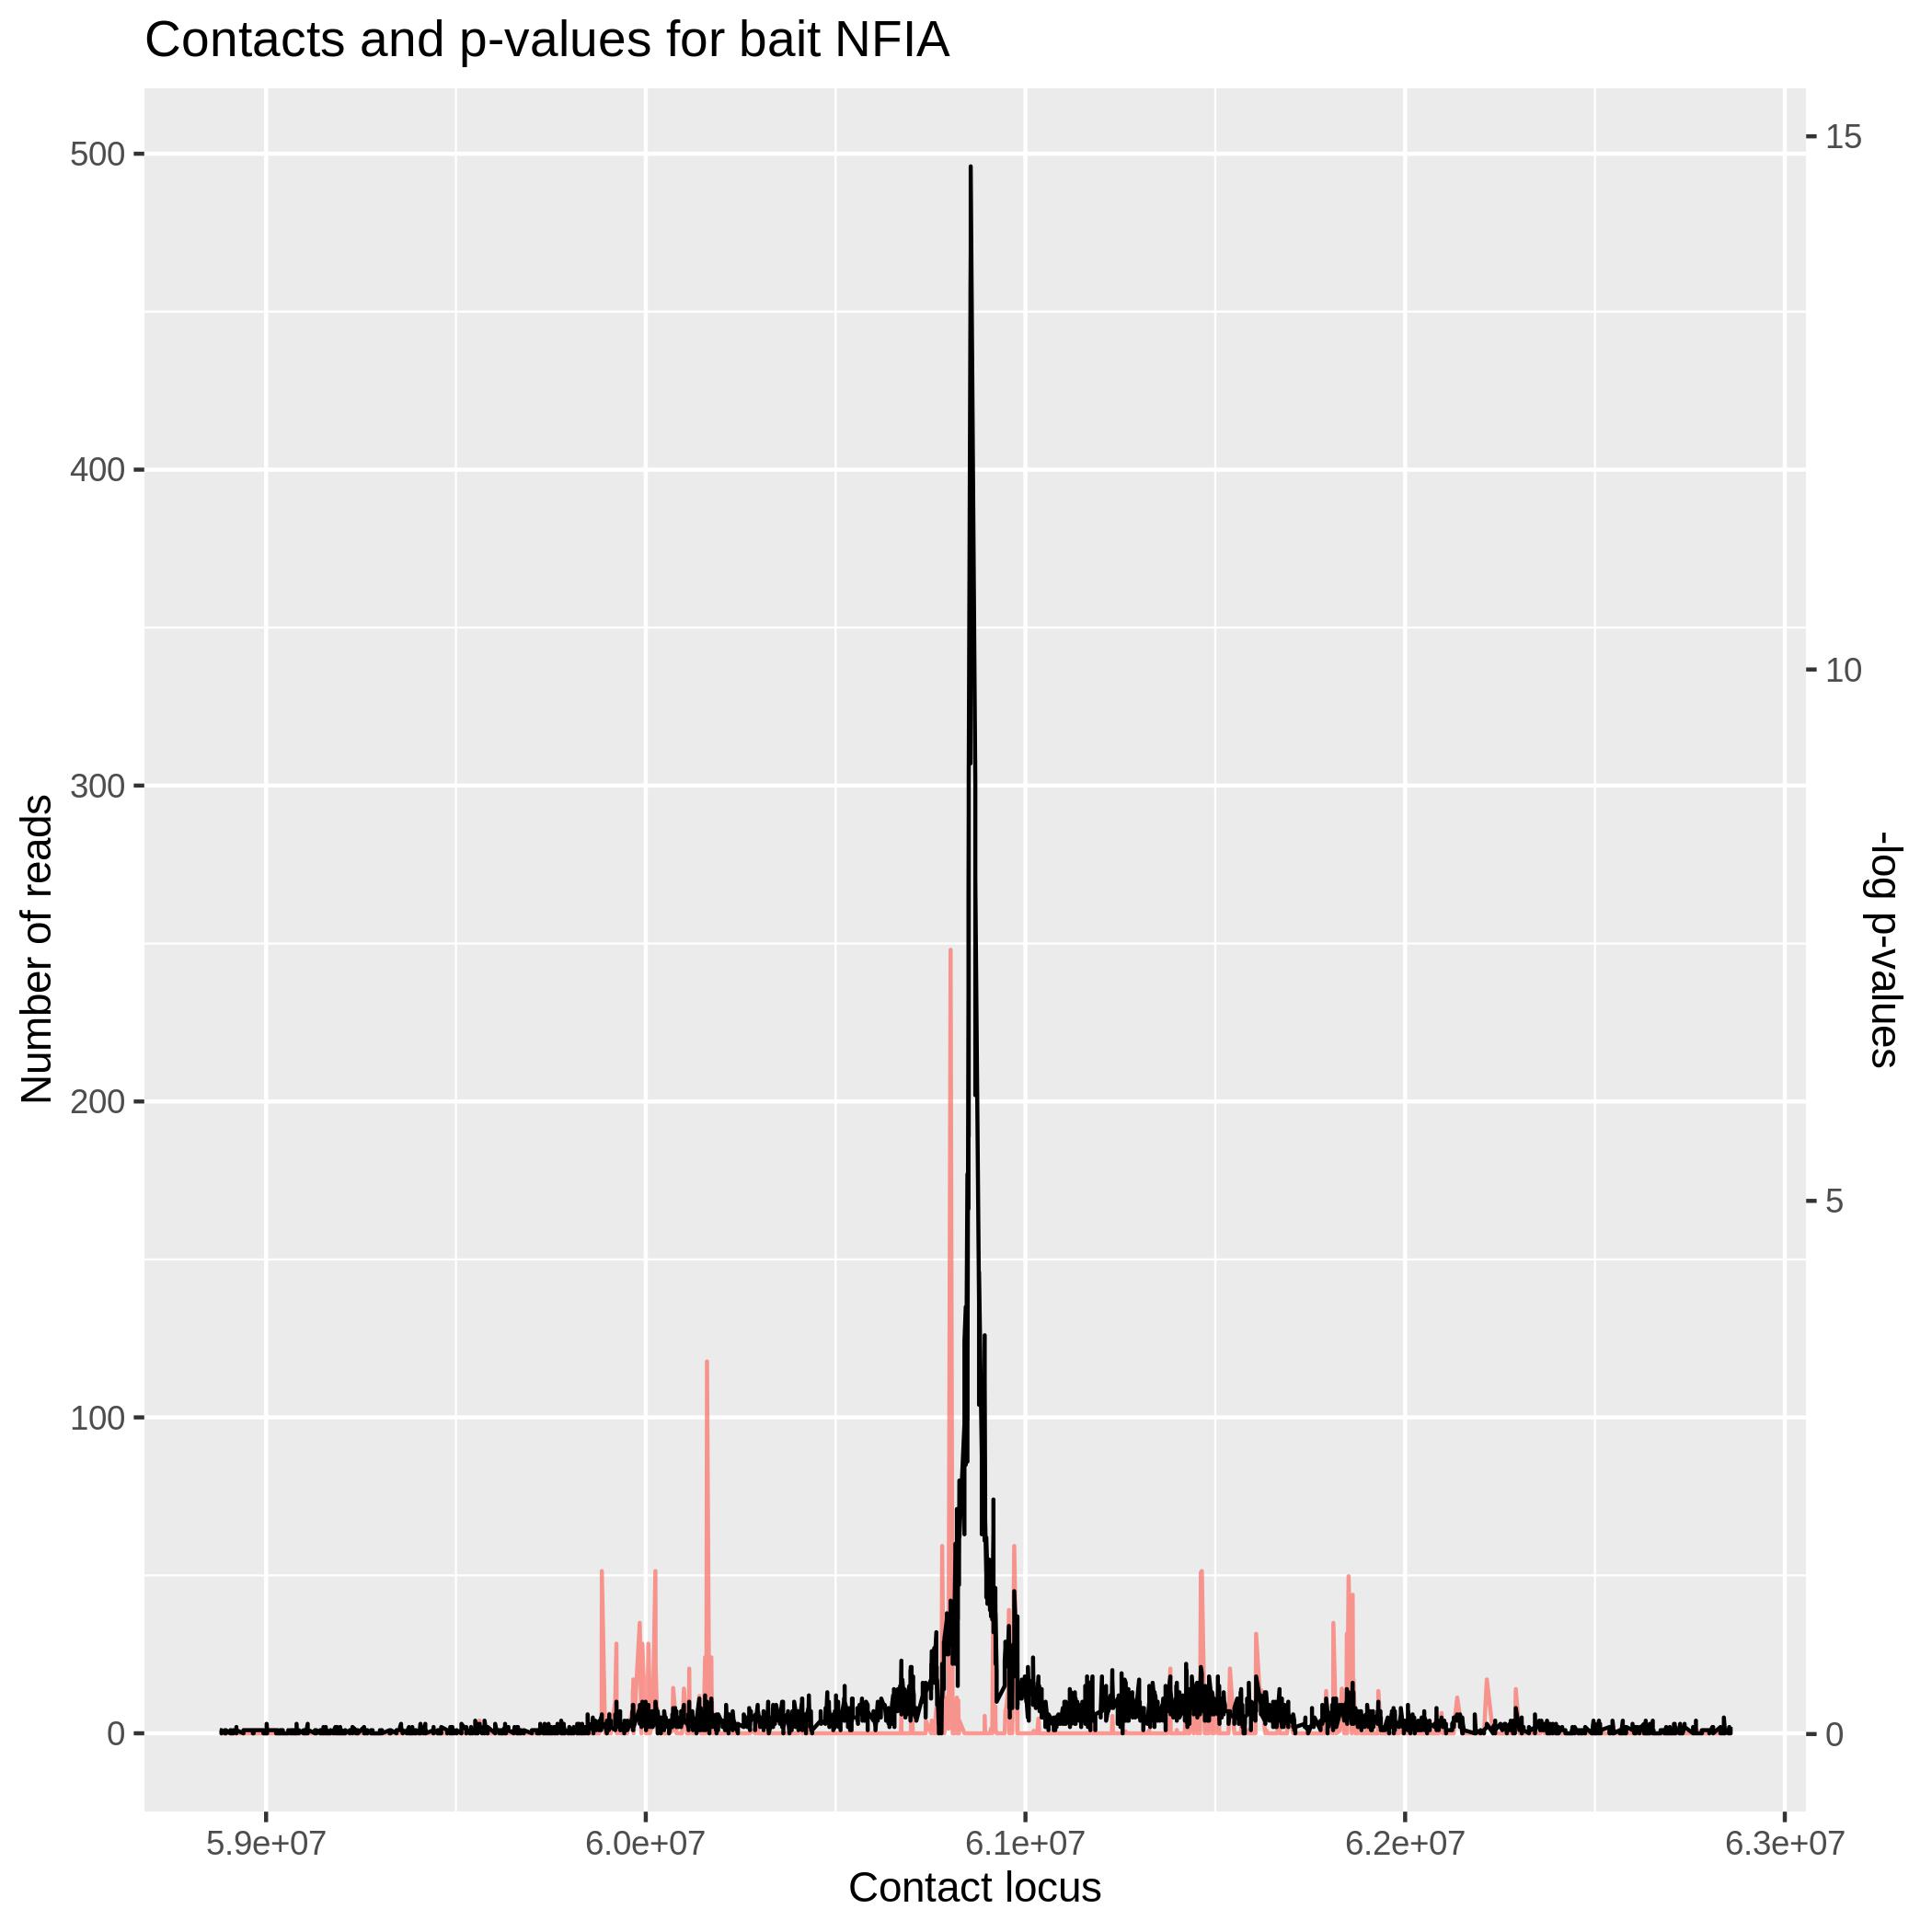 Contacts and p-values for bait NFIA
500
400
300
200
100
0
Number of reads
15
10
5
0
-log p-values
5.9e+07
6.0e+07
6.1e+07
6.2e+07
6.3e+07
Contact locus